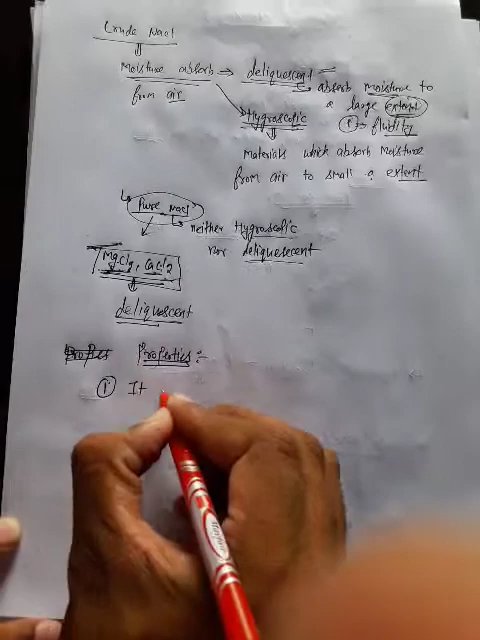 Crude Nacl
Moisture absorb → deliquescent
from air
absorb moisture to
a large extent
① → fluidity
Hygroscopic
Materials which absorb Moisture
from air to small a extent
Pure Nacl
neither Hygroscopic
nor deliquescent
MgCl2, CaCl2
deliquescent
Properties :-
① It